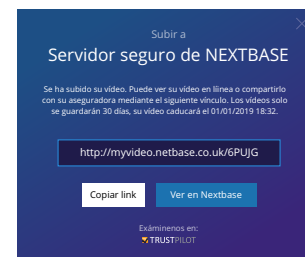 Subir a
Servidor seguro de NEXTBASE
Se ha subido su vídeo. Puede ver su vídeo en línea o compartirlo
con su aseguradora mediante el siguiente vínculo. Los vídeos solo
se guardarán 30 días, su vídeo caducará el 01/01/2019 18:32.
http://myvideo.netbase.co.uk/6PUJG
Copiar link
Ver en Nextbase
Exámínenos en:
TRUSTPILOT